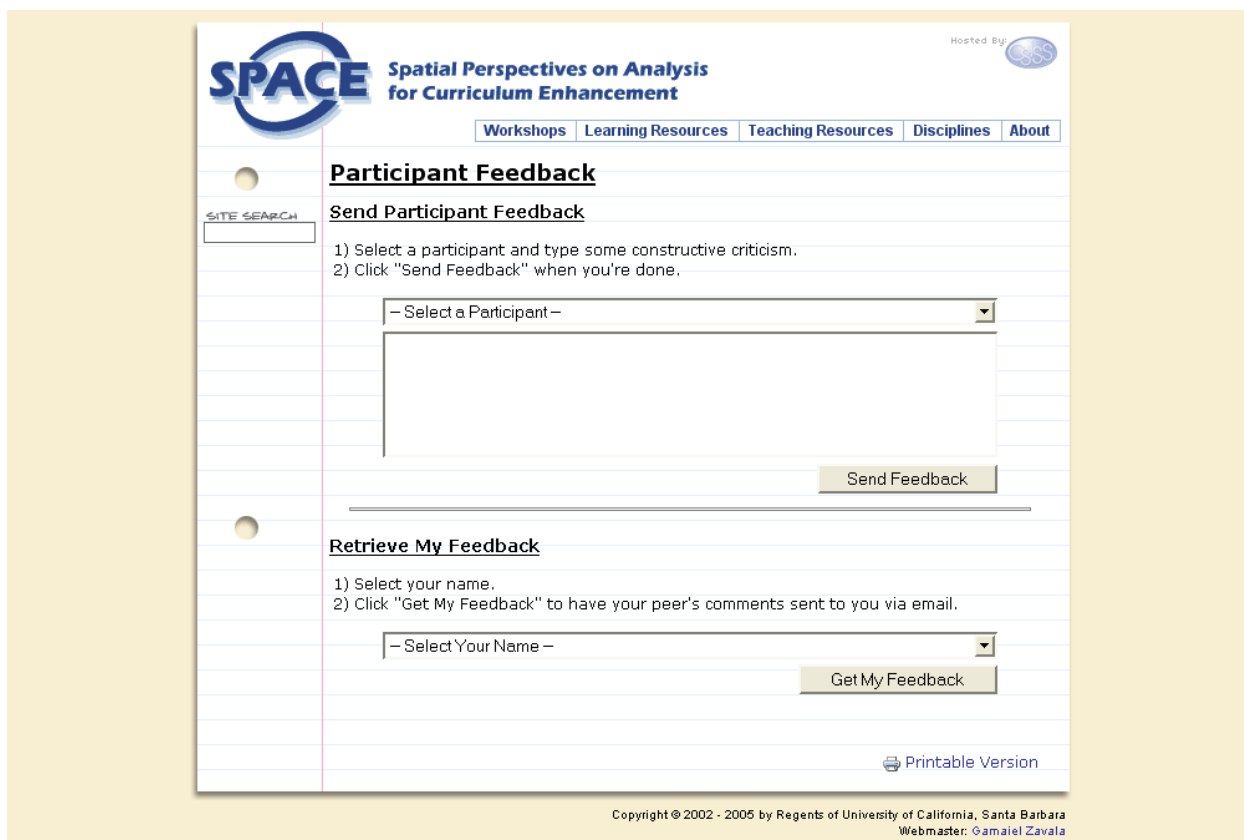 Hosted By:
CSISS
SPACE
Spatial Perspectives on Analysis
for Curriculum Enhancement
Workshops Learning Resources Teaching Resources Disciplines About
Participant Feedback
SITE SEARCH
Send Participant Feedback
1) Select a participant and type some constructive criticism.
2) Click "Send Feedback" when you're done.
– Select a Participant –
Send Feedback
Retrieve My Feedback
1) Select your name.
2) Click "Get My Feedback" to have your peer's comments sent to you via email.
– Select Your Name –
Get My Feedback
Printable Version
Copyright © 2002 - 2005 by Regents of University of California, Santa Barbara
Webmaster: Gamaiel Zavala